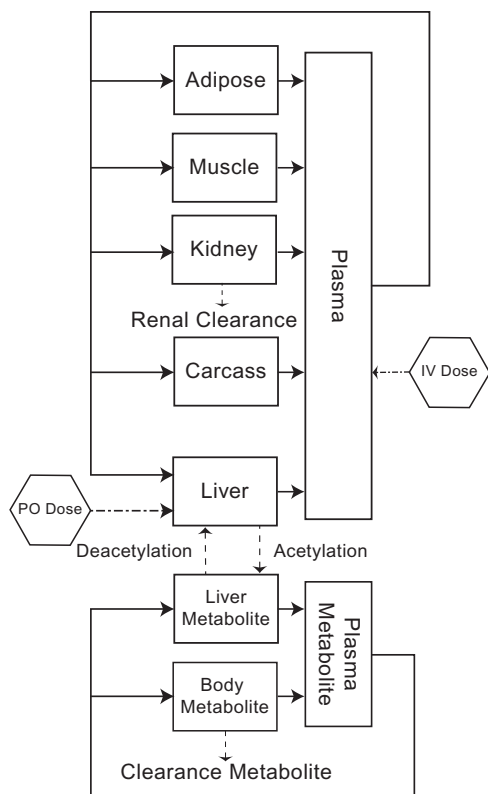 Adipose
Muscle
Kidney
Renal Clearance
Plasma
Carcass
IV Dose
Liver
PO Dose
Deacetylation
Acetylation
Liver
Metabolite
Plasma
Metabolite
Body
Metabolite
Clearance Metabolite